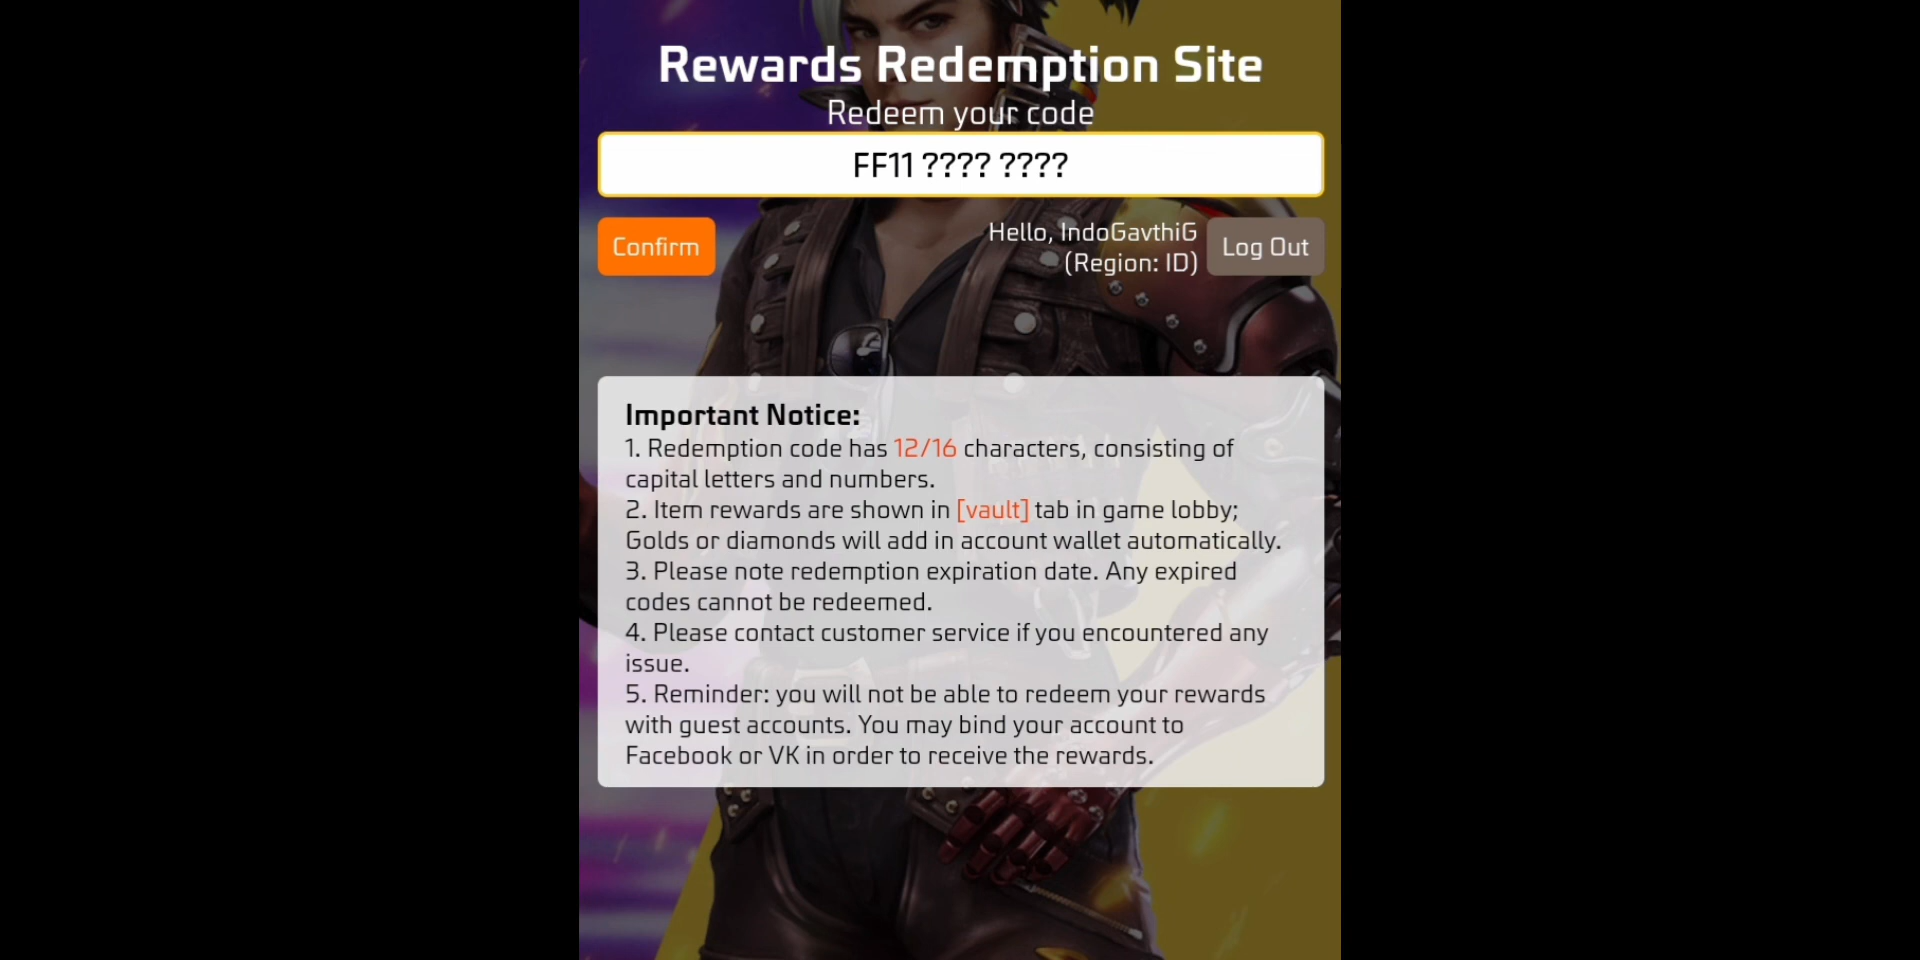 Rewards Redemption Site
Redeem your code
FF11 ???? ????
Confirm
Hello, IndoGavthiG
(Region: ID)
Log Out
Important Notice:
1. Redemption code has 12/16 characters, consisting of
capital letters and numbers.
2. Item rewards are shown in [vault] tab in game lobby;
Golds or diamonds will add in account wallet automatically.
3. Please note redemption expiration date. Any expired
codes cannot be redeemed.
4. Please contact customer service if you encountered any
issue.
5. Reminder: you will not be able to redeem your rewards
with guest accounts. You may bind your account to
Facebook or VK in order to receive the rewards.